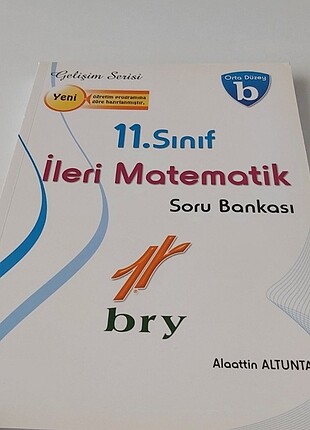 Gelişim Serisi
Orta Düzey
b
Yeni
öğretim programına
göre hazırlanmıştır.
11.Sınıf
İleri Matematik
Soru Bankası
bry
Alaattin ALTUNTA